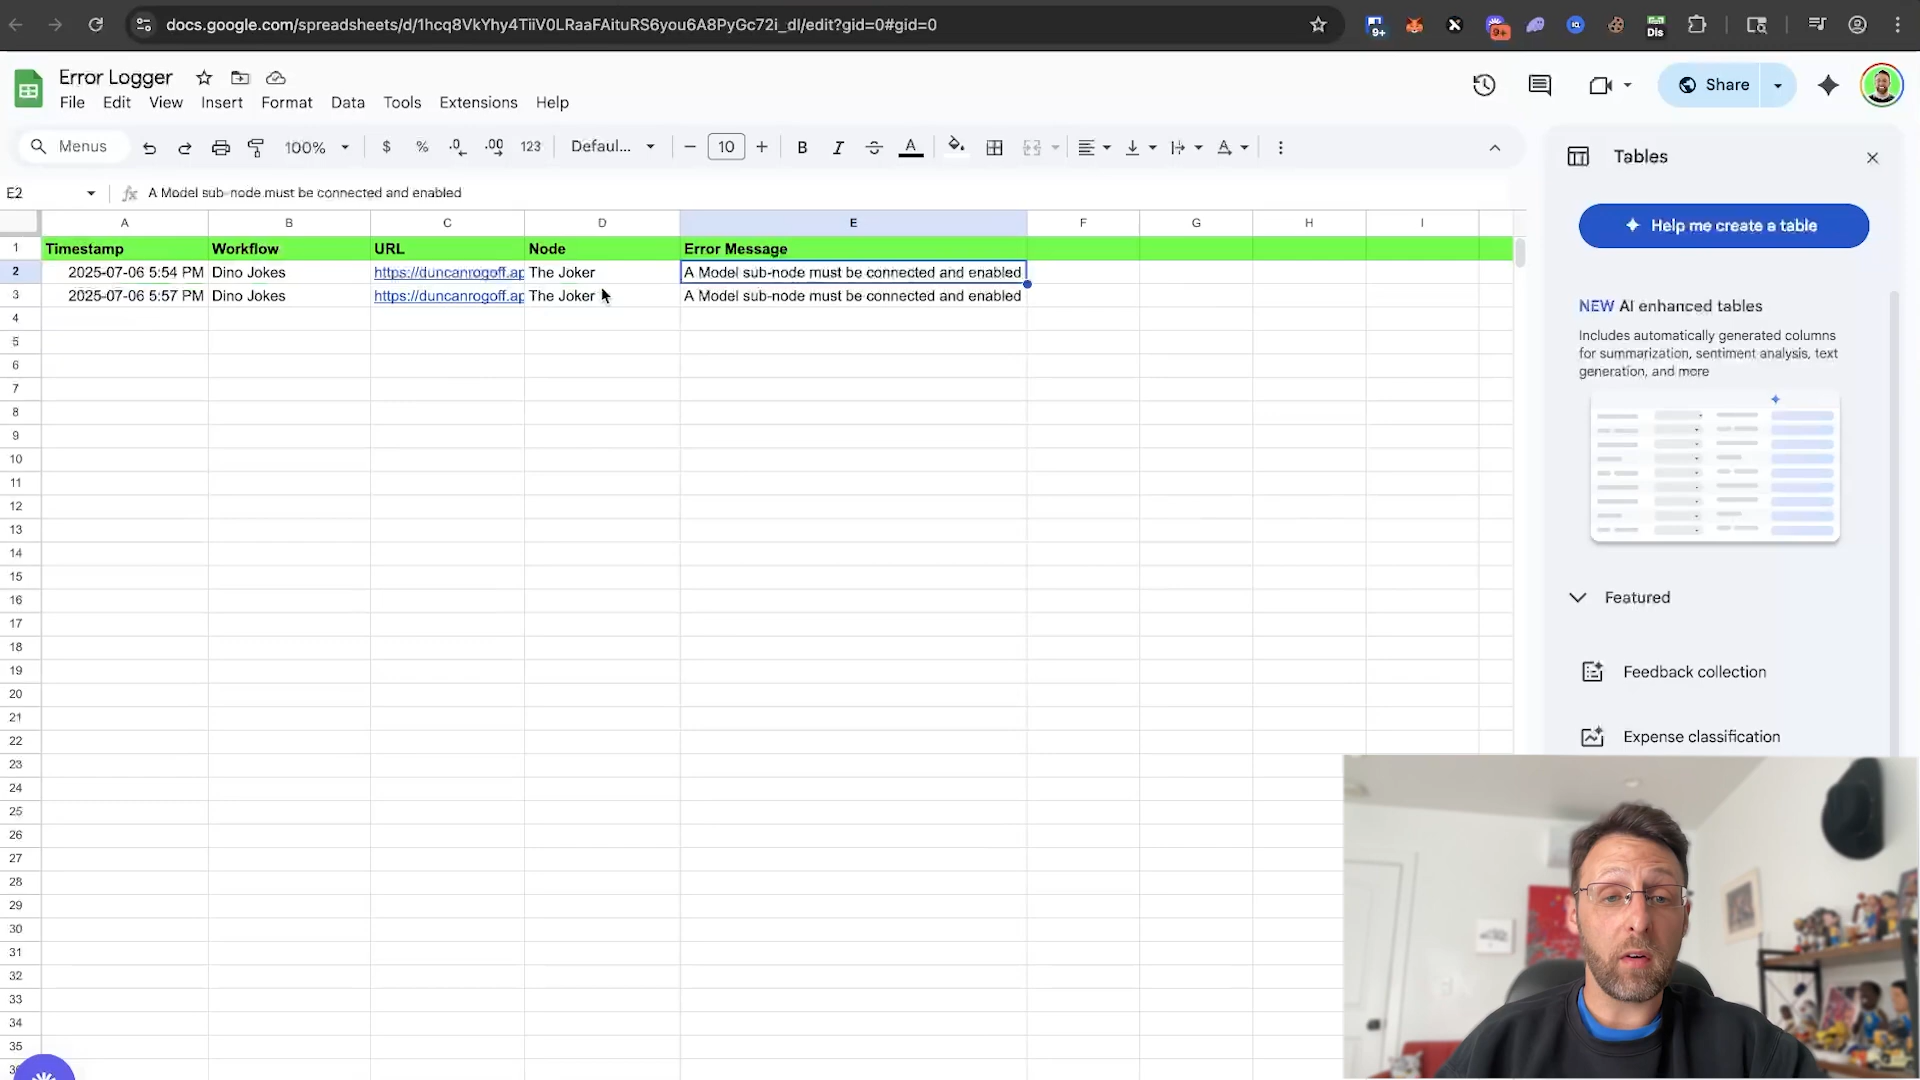 docs.google.com/spreadsheets/d/1hcq8VkYhy4TiiV0LRaaFAituRS6you6A8PyGc72i_dl/edit?gid=0#gid=0
9+
9+
Dis
Error Logger
File Edit View Insert Format Data Tools Extensions Help
Share
Menus
100%
$ % .0 .00 123
Defaul...
10
B I S A
E2
fx A Model sub-node must be connected and enabled
A B C D E F G H I
1 Timestamp Workflow URL Node Error Message
2 2025-07-06 5:54 PM Dino Jokes https://duncanrogoff.ap The Joker A Model sub-node must be connected and enabled
3 2025-07-06 5:57 PM Dino Jokes https://duncanrogoff.ap The Joker A Model sub-node must be connected and enabled
4
5
6
7
8
9
10
11
12
13
14
15
16
17
18
19
20
21
22
23
24
25
26
27
28
29
30
31
32
33
34
35
Tables
Help me create a table
NEW AI enhanced tables
Includes automatically generated columns
for summarization, sentiment analysis, text
generation, and more
Featured
Feedback collection
Expense classification